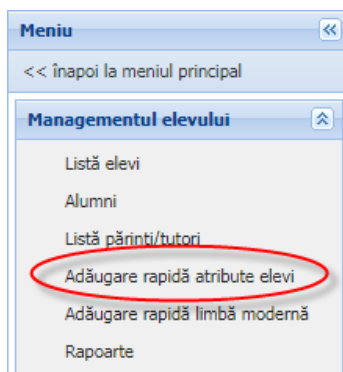 Meniu
<< înapoi la meniul principal
Managementul elevului
Listă elevi
Alumni
Listă părinți/tutori
Adăugare rapidă atribute elevi
Adăugare rapidă limbă modernă
Rapoarte